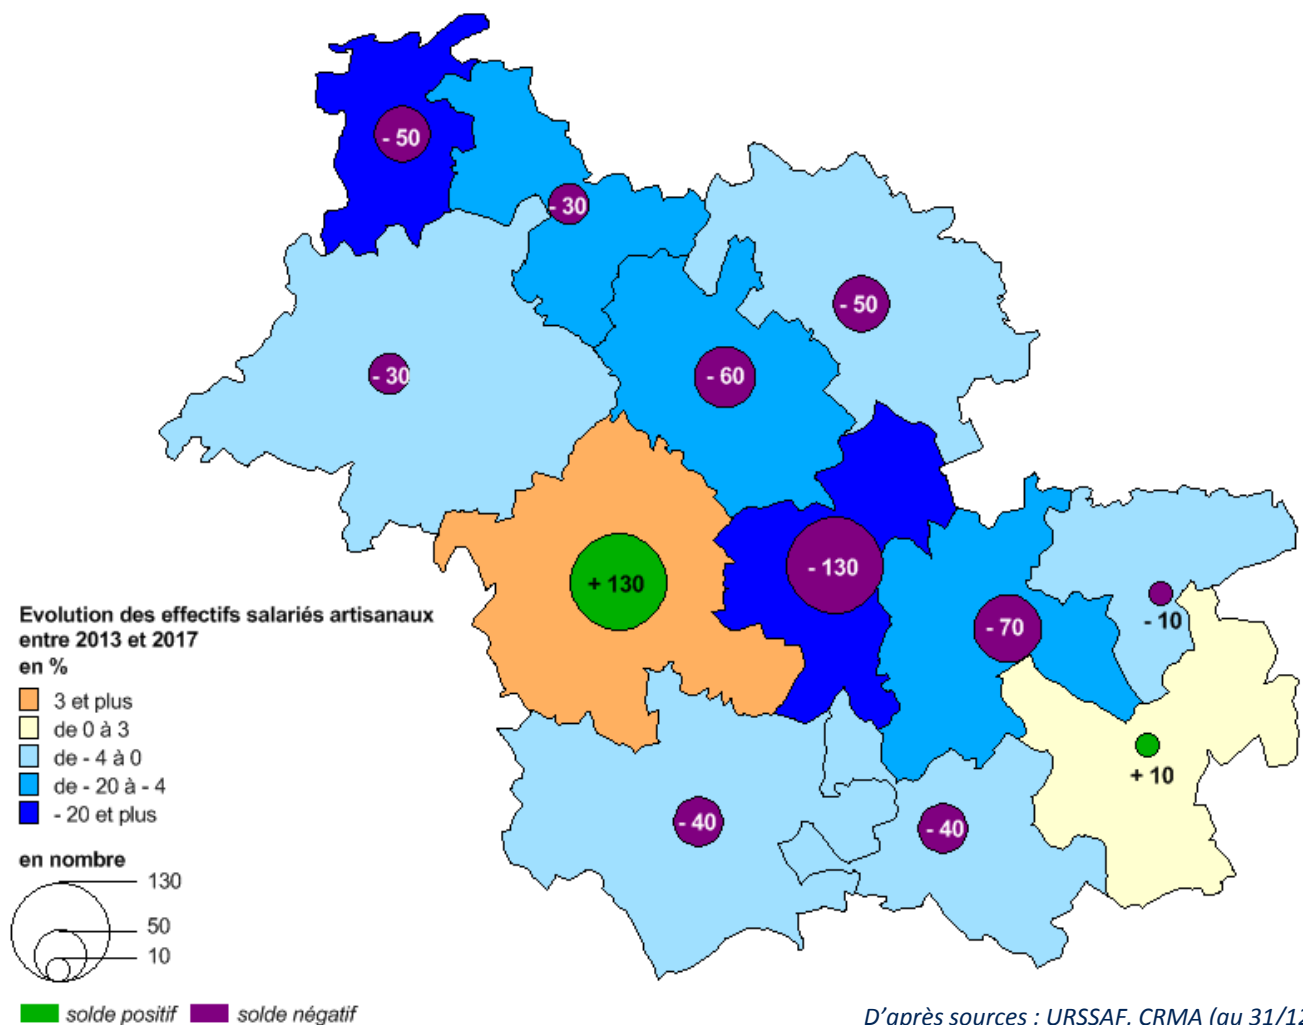 - 50
- 30
- 50
- 30
- 60
- 130
+ 130
- 10
- 70
+ 10
- 40
- 40
Evolution des effectifs salariés artisanaux
entre 2013 et 2017
en %
3 et plus
de 0 à 3
de - 4 à 0
de - 20 à - 4
- 20 et plus
en nombre
130
50
10
solde positif
solde négatif
D'après sources : URSSAF, CRMA (au 31/12